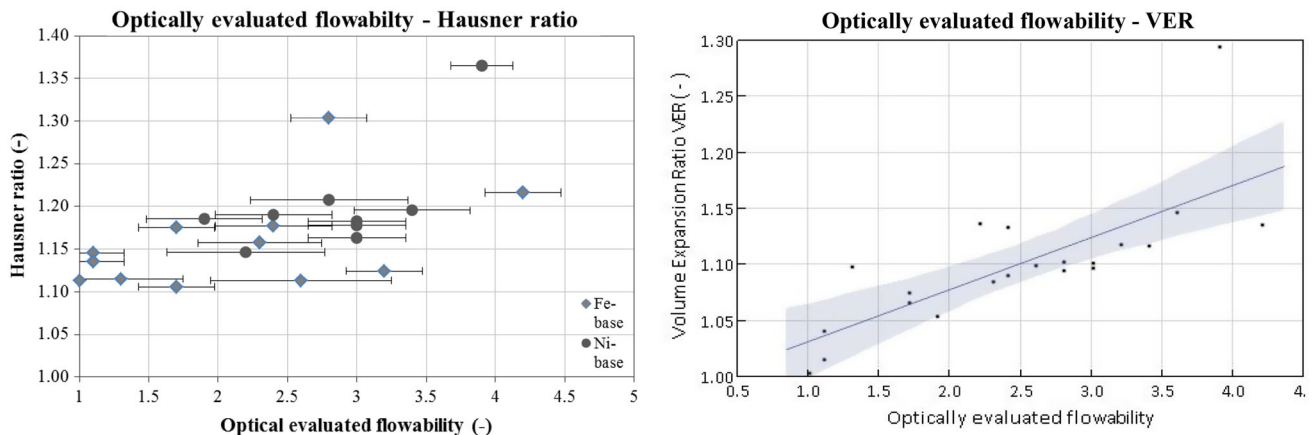 Optically evaluated flowabilty - Hausner ratio
1.40
1.35
1.30
1.25
1.20
1.15
1.10
1.05
1.00
Hausner ratio (-)
1 1.5 2 2.5 3 3.5 4 4.5 5
Optical evaluated flowability (-)
Fe-
base
Ni-
base
Optically evaluated flowability - VER
1.30
1.25
1.20
1.15
1.10
1.05
1.00
Volume Expansion Ratio VER ( - )
0.5 1.0 1.5 2.0 2.5 3.0 3.5 4.0 4.
Optically evaluated flowability